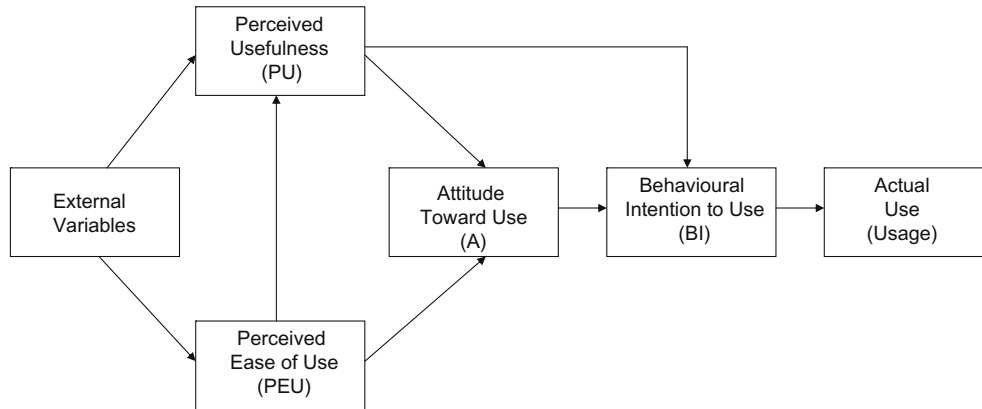 Perceived
Usefulness
(PU)
External
Variables
Attitude
Toward Use
(A)
Behavioural
Intention to Use
(BI)
Actual
Use
(Usage)
Perceived
Ease of Use
(PEU)